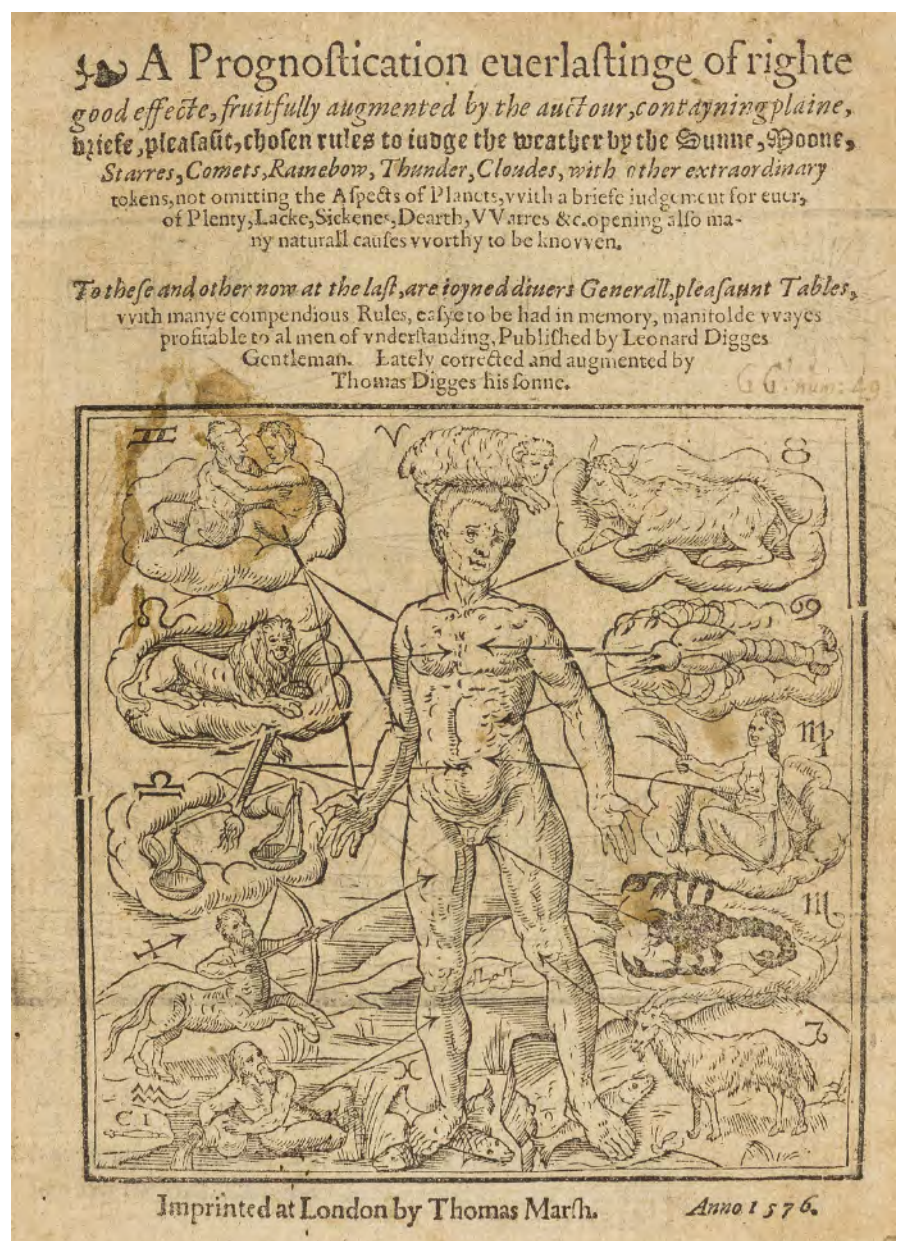 A Prognoſtication euerlaſtinge of righte
good effecte, fruitfully augmented by the auctour, contayning plaine,
briefe, pleaſaūt, choſen rules to iudge the weather by the Sunne, Moone,
Starres, Comets, Rainebow, Thunder, Cloudes, with other extraordinary
tokens, not omitting the Aſpects of Planets, vvith a briefe iudgement for euer,
of Plenty, Lacke, Sickenes, Dearth, VVarres &c. opening alſo ma-
ny naturall cauſes vvorthy to be knovven.
To theſe and other now at the laſt, are ioyned diuers Generall, pleaſaunt Tables,
vvith manye compendious Rules, eaſye to be had in memory, manifolde vvayes
profitable to al men of vnderſtanding, Publiſhed by Leonard Digges
Gentleman. Lately corrected and augmented by
Thomas Digges his ſonne.
G G. num: 49
♊ ♈ ♉
♌ ♋
♎ ♍
♐ ♏
♒ ♓ ♑
C I
Imprinted at London by Thomas Marſh. Anno 1576.